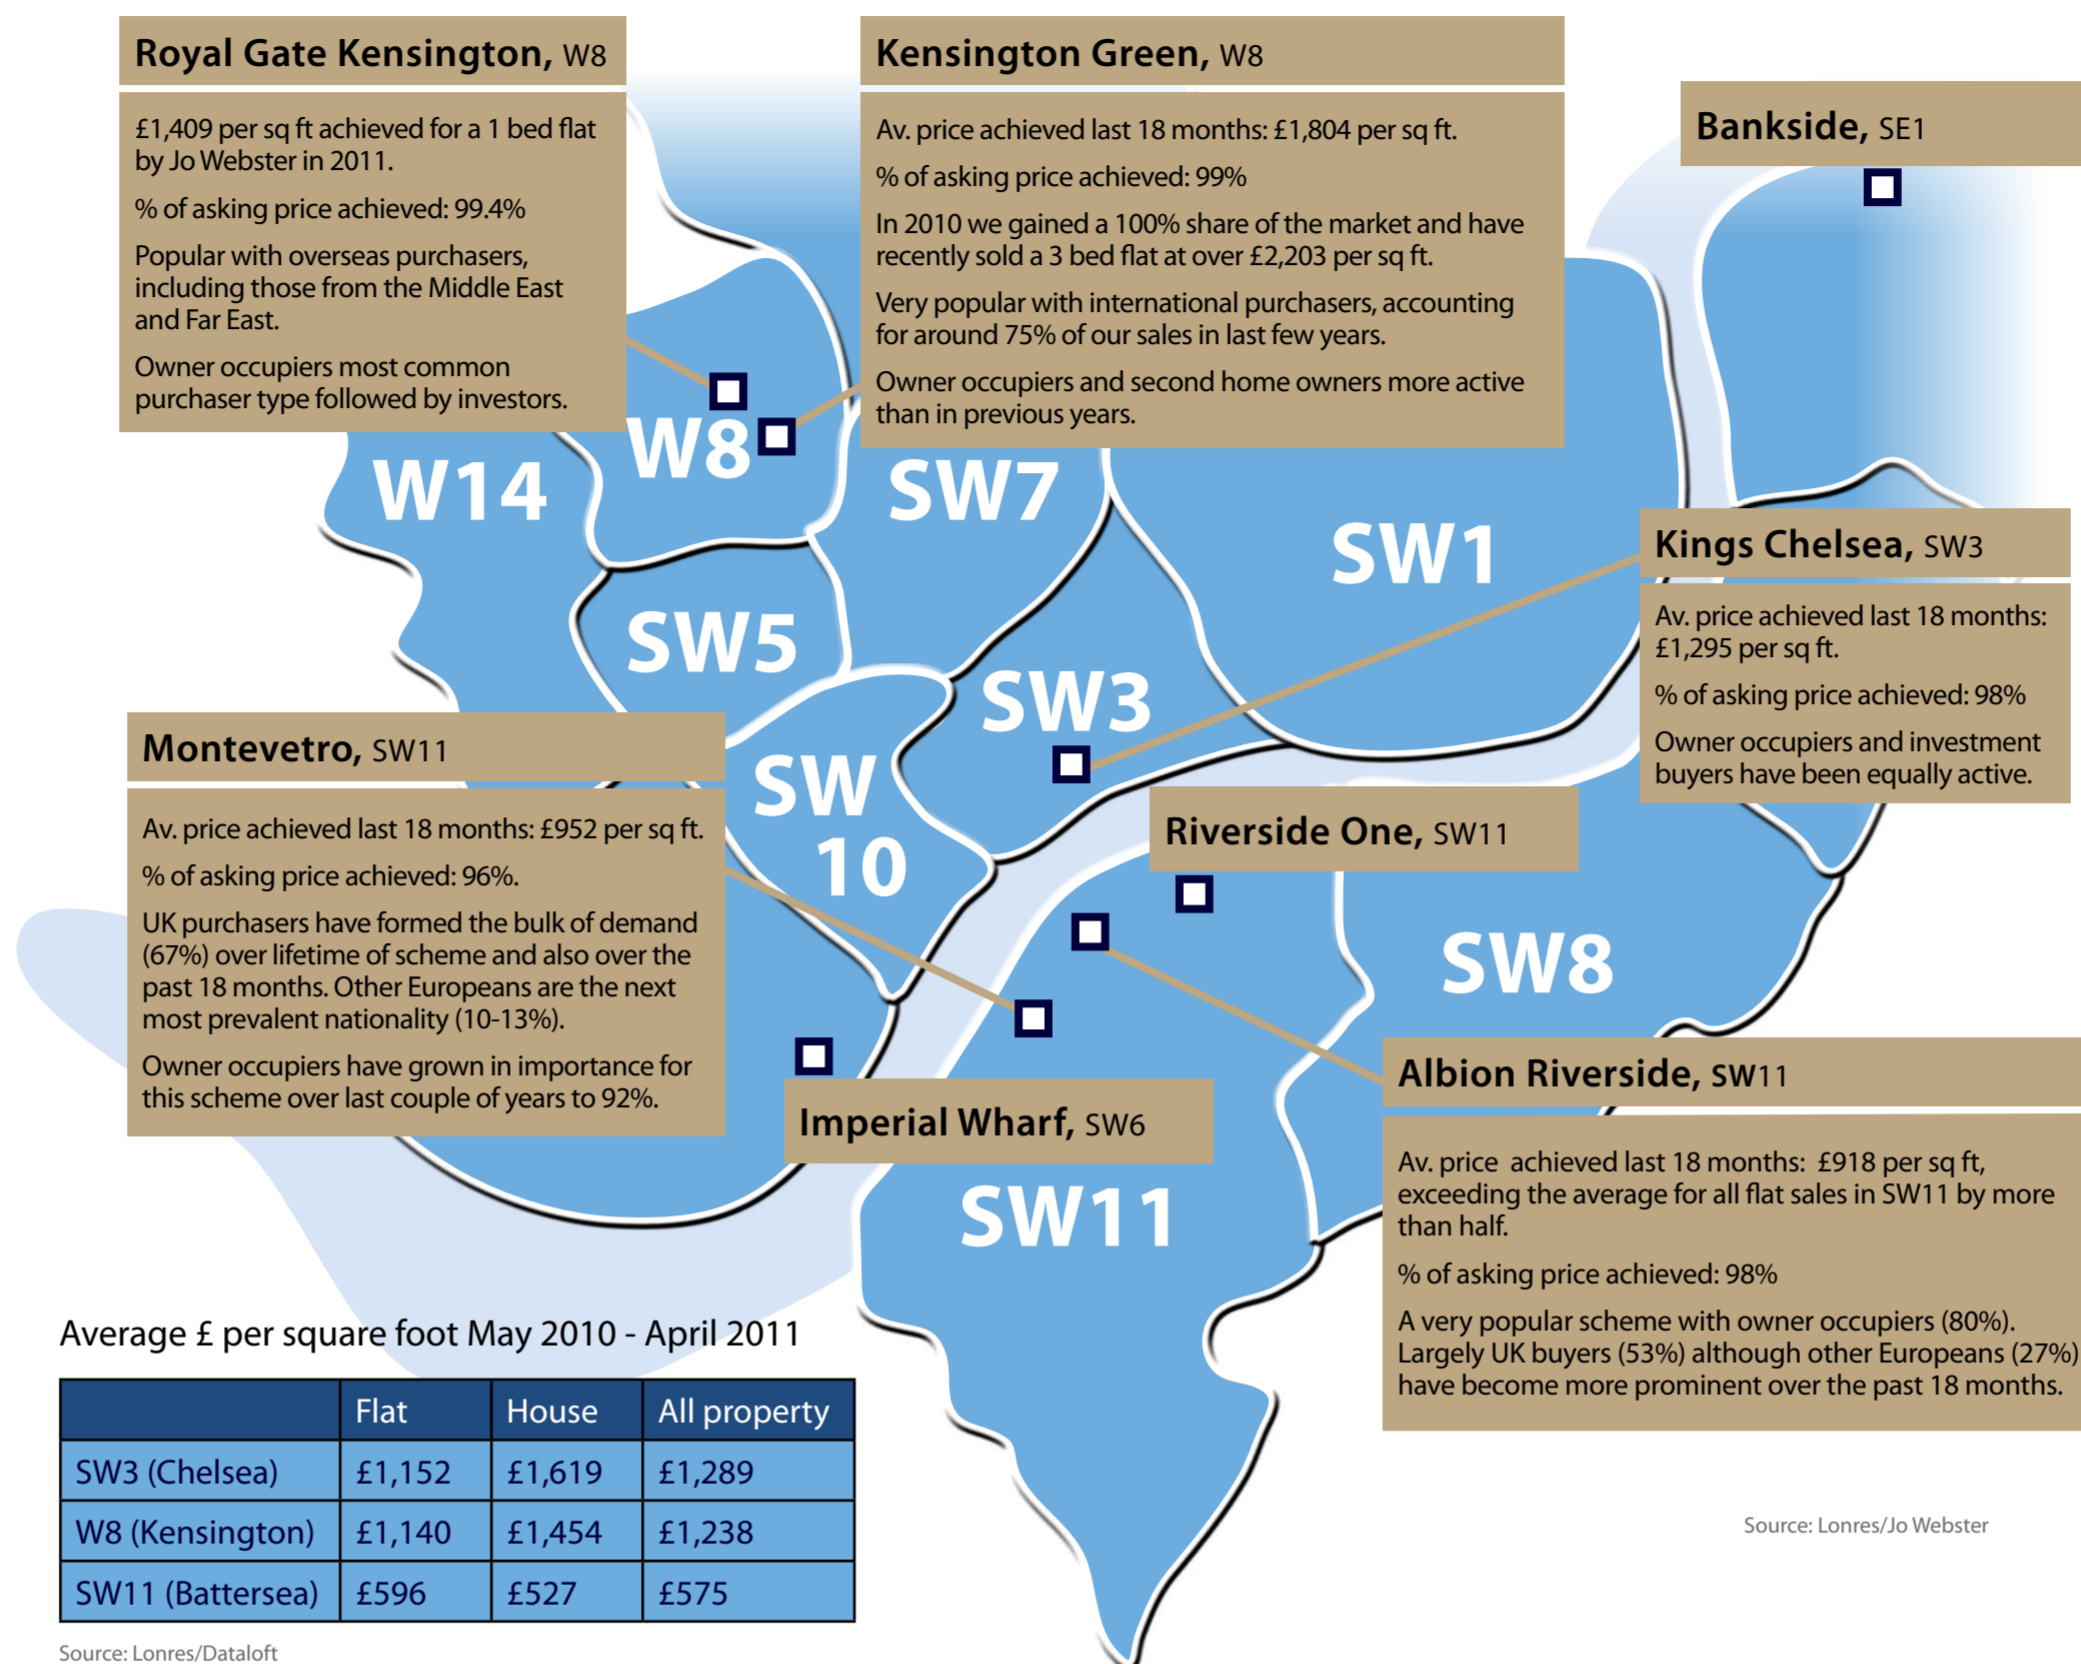 Royal Gate Kensington, W8
£1,409 per sq ft achieved for a 1 bed flat
by Jo Webster in 2011.
% of asking price achieved: 99.4%
Popular with overseas purchasers,
including those from the Middle East
and Far East.
Owner occupiers most common
purchaser type followed by investors.
Kensington Green, W8
Av. price achieved last 18 months: £1,804 per sq ft.
% of asking price achieved: 99%
In 2010 we gained a 100% share of the market and have
recently sold a 3 bed flat at over £2,203 per sq ft.
Very popular with international purchasers, accounting
for around 75% of our sales in last few years.
Owner occupiers and second home owners more active
than in previous years.
Bankside, SE1
W14
W8
SW7
SW1
SW5
SW3
SW
10
SW8
SW11
Kings Chelsea, SW3
Av. price achieved last 18 months:
£1,295 per sq ft.
% of asking price achieved: 98%
Owner occupiers and investment
buyers have been equally active.
Montevetro, SW11
Av. price achieved last 18 months: £952 per sq ft.
% of asking price achieved: 96%.
UK purchasers have formed the bulk of demand
(67%) over lifetime of scheme and also over the
past 18 months. Other Europeans are the next
most prevalent nationality (10-13%).
Owner occupiers have grown in importance for
this scheme over last couple of years to 92%.
Riverside One, SW11
Imperial Wharf, SW6
Albion Riverside, SW11
Av. price achieved last 18 months: £918 per sq ft,
exceeding the average for all flat sales in SW11 by more
than half.
% of asking price achieved: 98%
A very popular scheme with owner occupiers (80%).
Largely UK buyers (53%) although other Europeans (27%)
have become more prominent over the past 18 months.
Average £ per square foot May 2010 - April 2011
Flat House All property
SW3 (Chelsea) £1,152 £1,619 £1,289
W8 (Kensington) £1,140 £1,454 £1,238
SW11 (Battersea) £596 £527 £575
Source: Lonres/Dataloft
Source: Lonres/Jo Webster